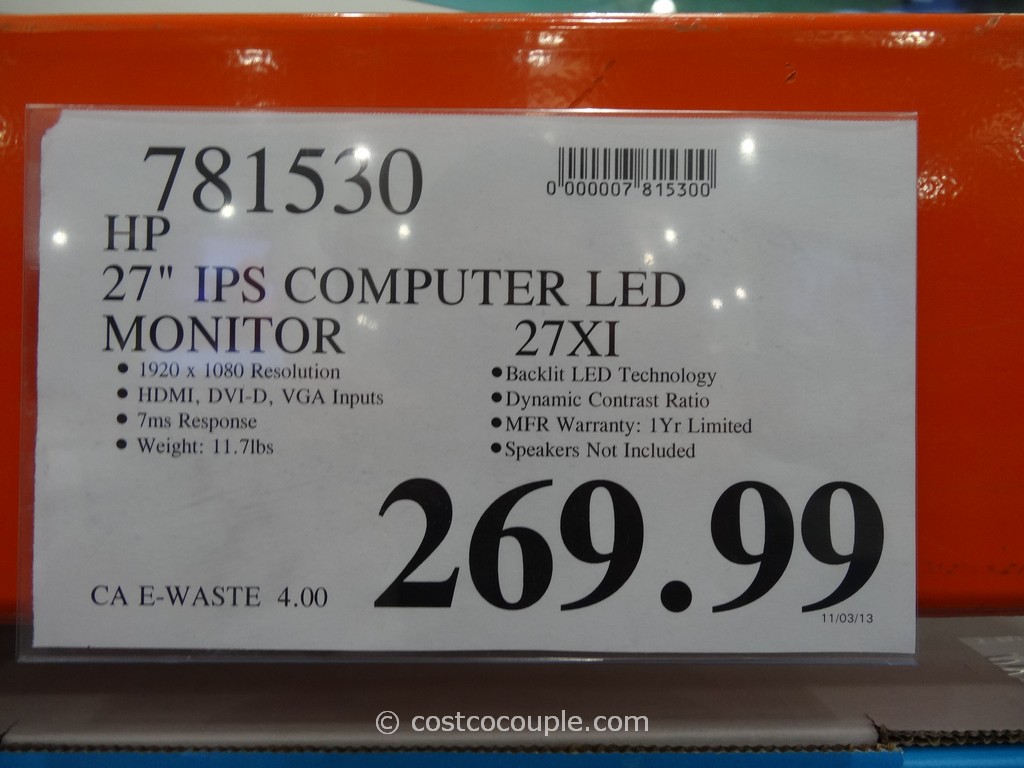 781530
0 000007 815300
HP
27" IPS COMPUTER LED
MONITOR 27XI
• 1920 x 1080 Resolution
• HDMI, DVI-D, VGA Inputs
• 7ms Response
• Weight: 11.7lbs
• Backlit LED Technology
• Dynamic Contrast Ratio
• MFR Warranty: 1Yr Limited
• Speakers Not Included
269.99
CA E-WASTE 4.00
11/03/13
© costcocouple.com